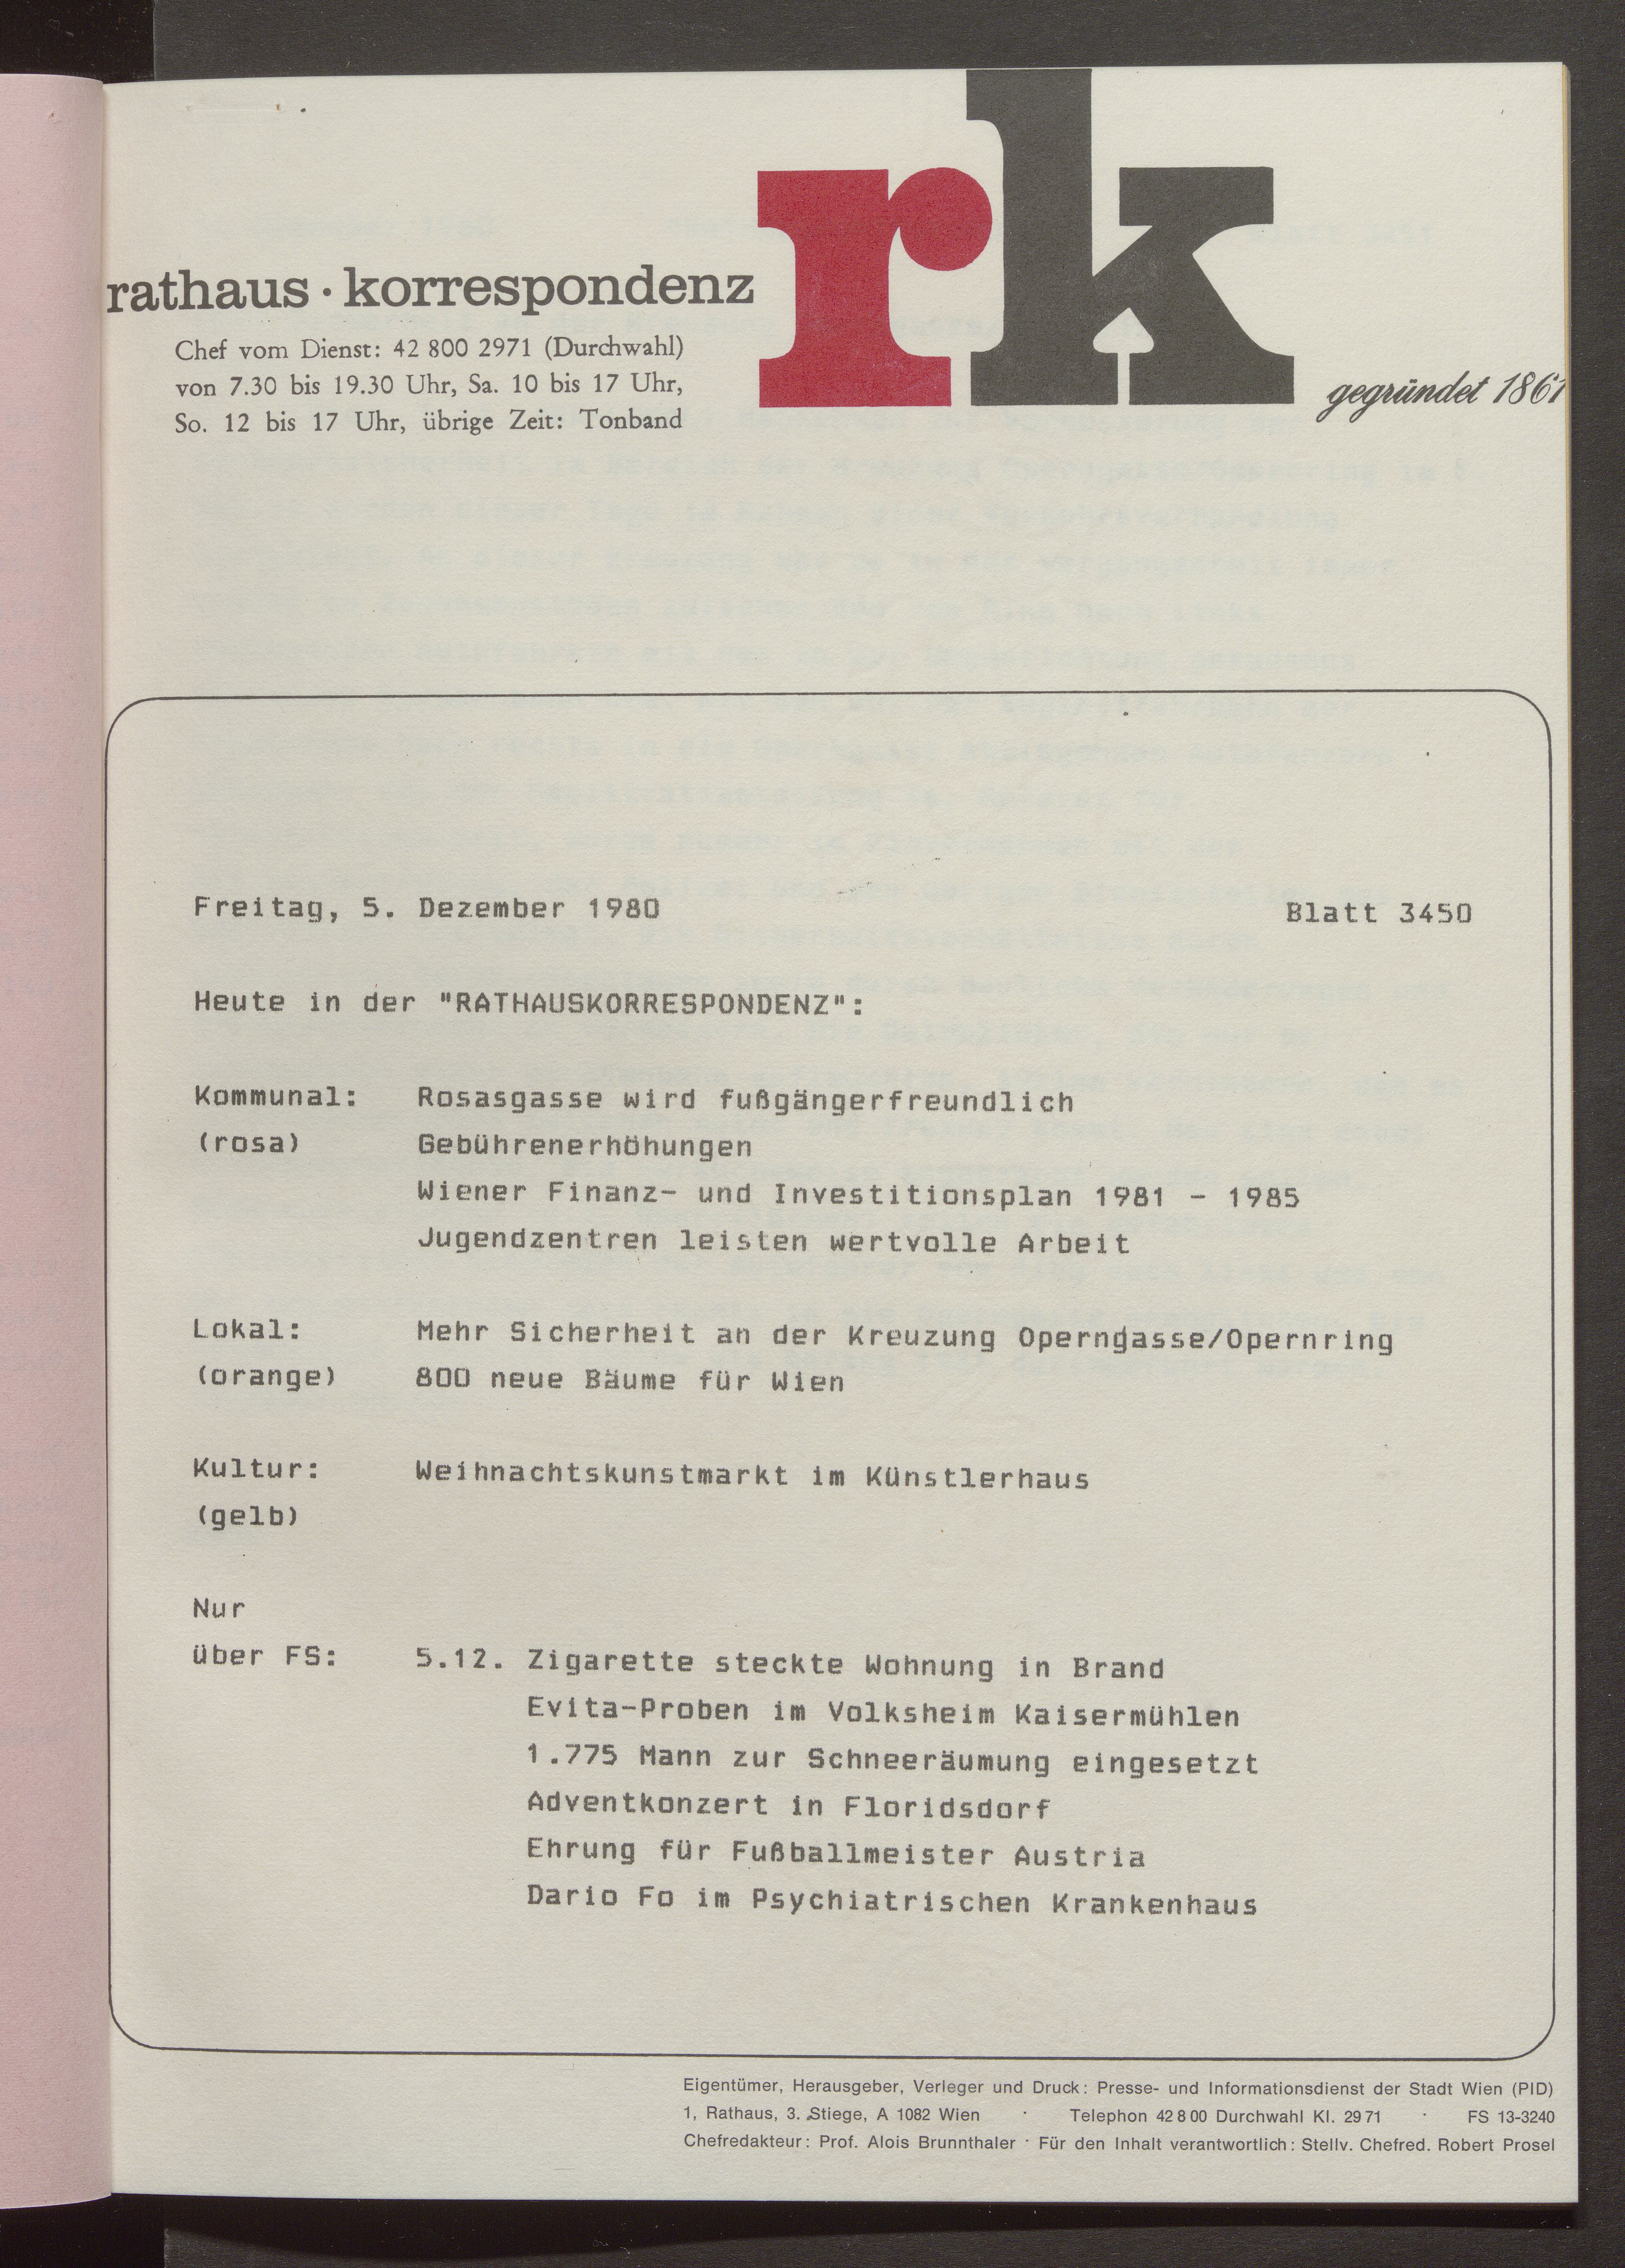 rk
rathaus · korrespondenz
Chef vom Dienst: 42 800 2971 (Durchwahl)
von 7.30 bis 19.30 Uhr, Sa. 10 bis 17 Uhr,
So. 12 bis 17 Uhr, übrige Zeit: Tonband
gegründet 1861
Freitag, 5. Dezember 1980 Blatt 3450
Heute in der "RATHAUSKORRESPONDENZ":
Kommunal: Rosasgasse wird fußgängerfreundlich
(rosa) Gebührenerhöhungen
Wiener Finanz- und Investitionsplan 1981 - 1985
Jugendzentren leisten wertvolle Arbeit
Lokal: Mehr Sicherheit an der Kreuzung Operngasse/Opernring
(orange) 800 neue Bäume für Wien
Kultur: Weihnachtskunstmarkt im Künstlerhaus
(gelb)
Nur
über FS: 5.12. Zigarette steckte Wohnung in Brand
Evita-Proben im Volksheim Kaisermühlen
1.775 Mann zur Schneeräumung eingesetzt
Adventkonzert in Floridsdorf
Ehrung für Fußballmeister Austria
Dario Fo im Psychiatrischen Krankenhaus
Eigentümer, Herausgeber, Verleger und Druck: Presse- und Informationsdienst der Stadt Wien (PID)
1, Rathaus, 3. Stiege, A 1082 Wien · Telephon 42 8 00 Durchwahl Kl. 29 71 · FS 13-3240
Chefredakteur: Prof. Alois Brunnthaler · Für den Inhalt verantwortlich: Stellv. Chefred. Robert Prosel